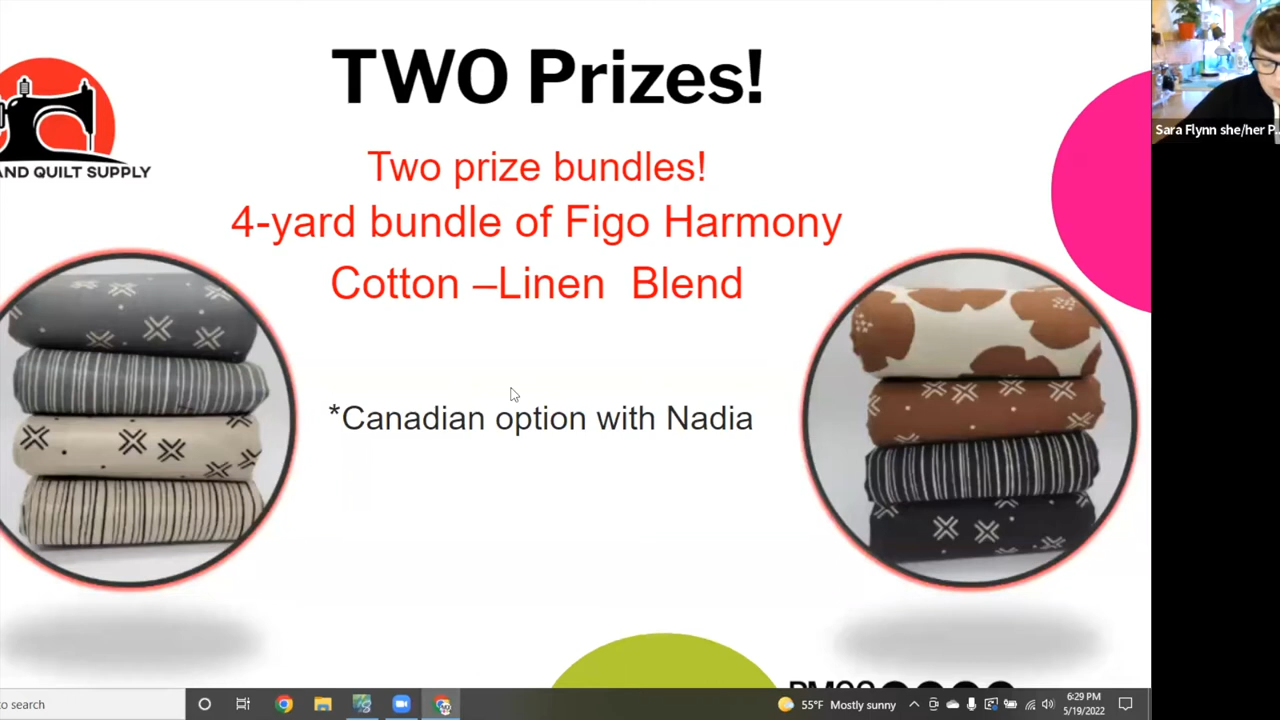 TWO Prizes!
AND QUILT SUPPLY
Two prize bundles!
4-yard bundle of Figo Harmony
Cotton –Linen Blend
*Canadian option with Nadia
Sara Flynn she/her P...
to search
55°F Mostly sunny
6:29 PM
5/19/2022